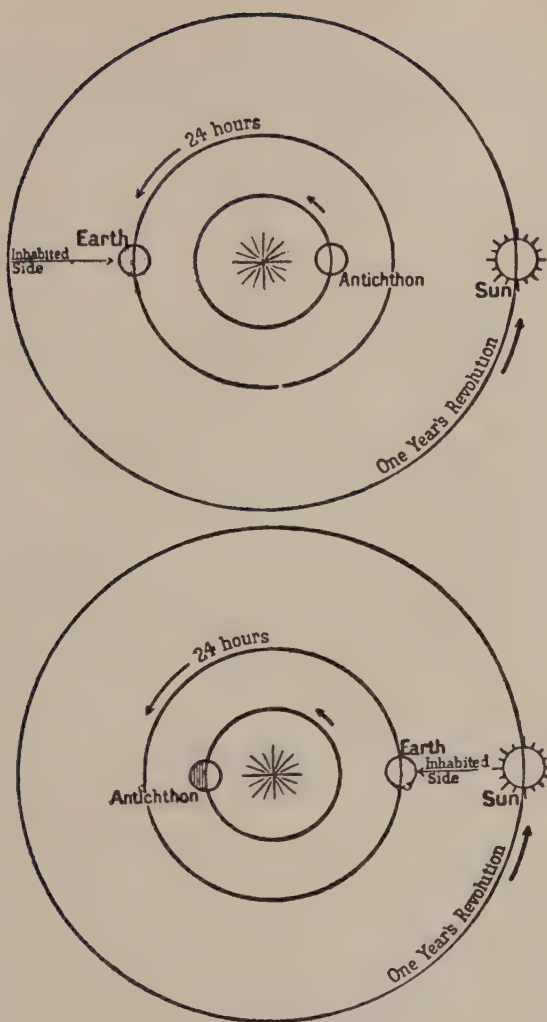 24 hours
Earth
Inhabited
Side
Antichthon
Sun
One Year's Revolution
24 hours
Earth
Inhabited
Side
Antichthon
Sun
One Year's Revolution